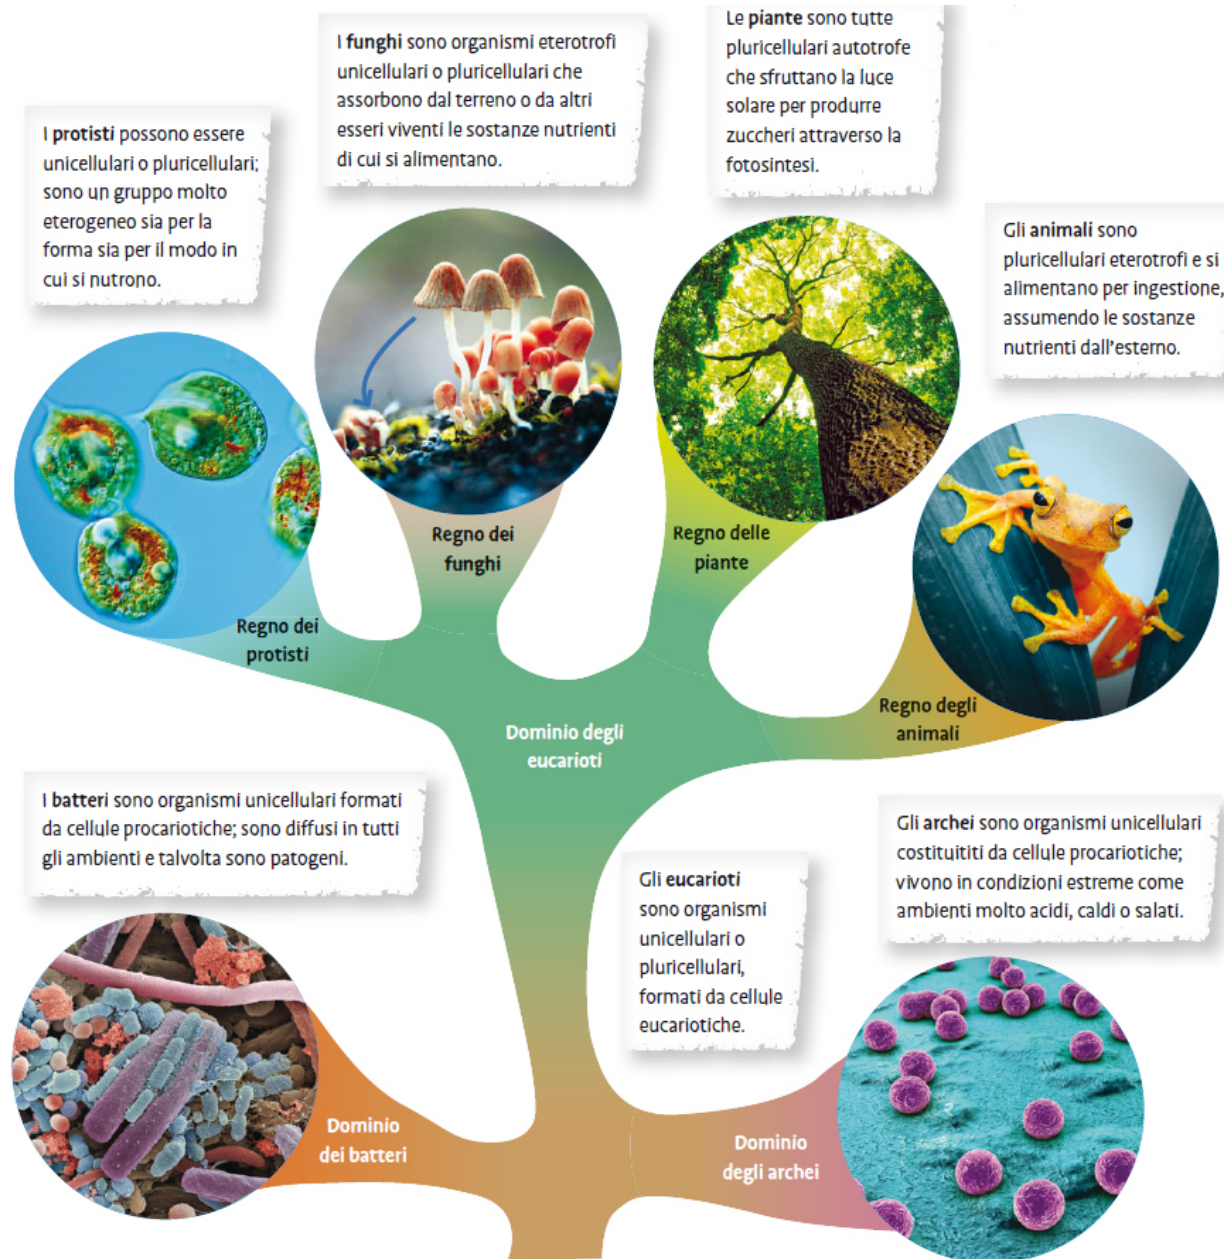 I funghi sono organismi eterotrofi
unicellulari o pluricellulari che
assorbono dal terreno o da altri
esseri viventi le sostanze nutrienti
di cui si alimentano.
Le piante sono tutte
pluricellulari autotrofe
che sfruttano la luce
solare per produrre
zuccheri attraverso la
fotosintesi.
I protisti possono essere
unicellulari o pluricellulari;
sono un gruppo molto
eterogeneo sia per la
forma sia per il modo in
cui si nutrono.
Gli animali sono
pluricellulari eterotrofi e si
alimentano per ingestione,
assumendo le sostanze
nutrienti dall'esterno.
Regno dei
funghi
Regno delle
piante
Regno dei
protisti
Regno degli
animali
Dominio degli
eucarioti
I batteri sono organismi unicellulari formati
da cellule procariotiche; sono diffusi in tutti
gli ambienti e talvolta sono patogeni.
Gli eucarioti
sono organismi
unicellulari o
pluricellulari,
formati da cellule
eucariotiche.
Gli archei sono organismi unicellulari
costituititi da cellule procariotiche;
vivono in condizioni estreme come
ambienti molto acidi, caldi o salati.
Dominio
dei batteri
Dominio
degli archei